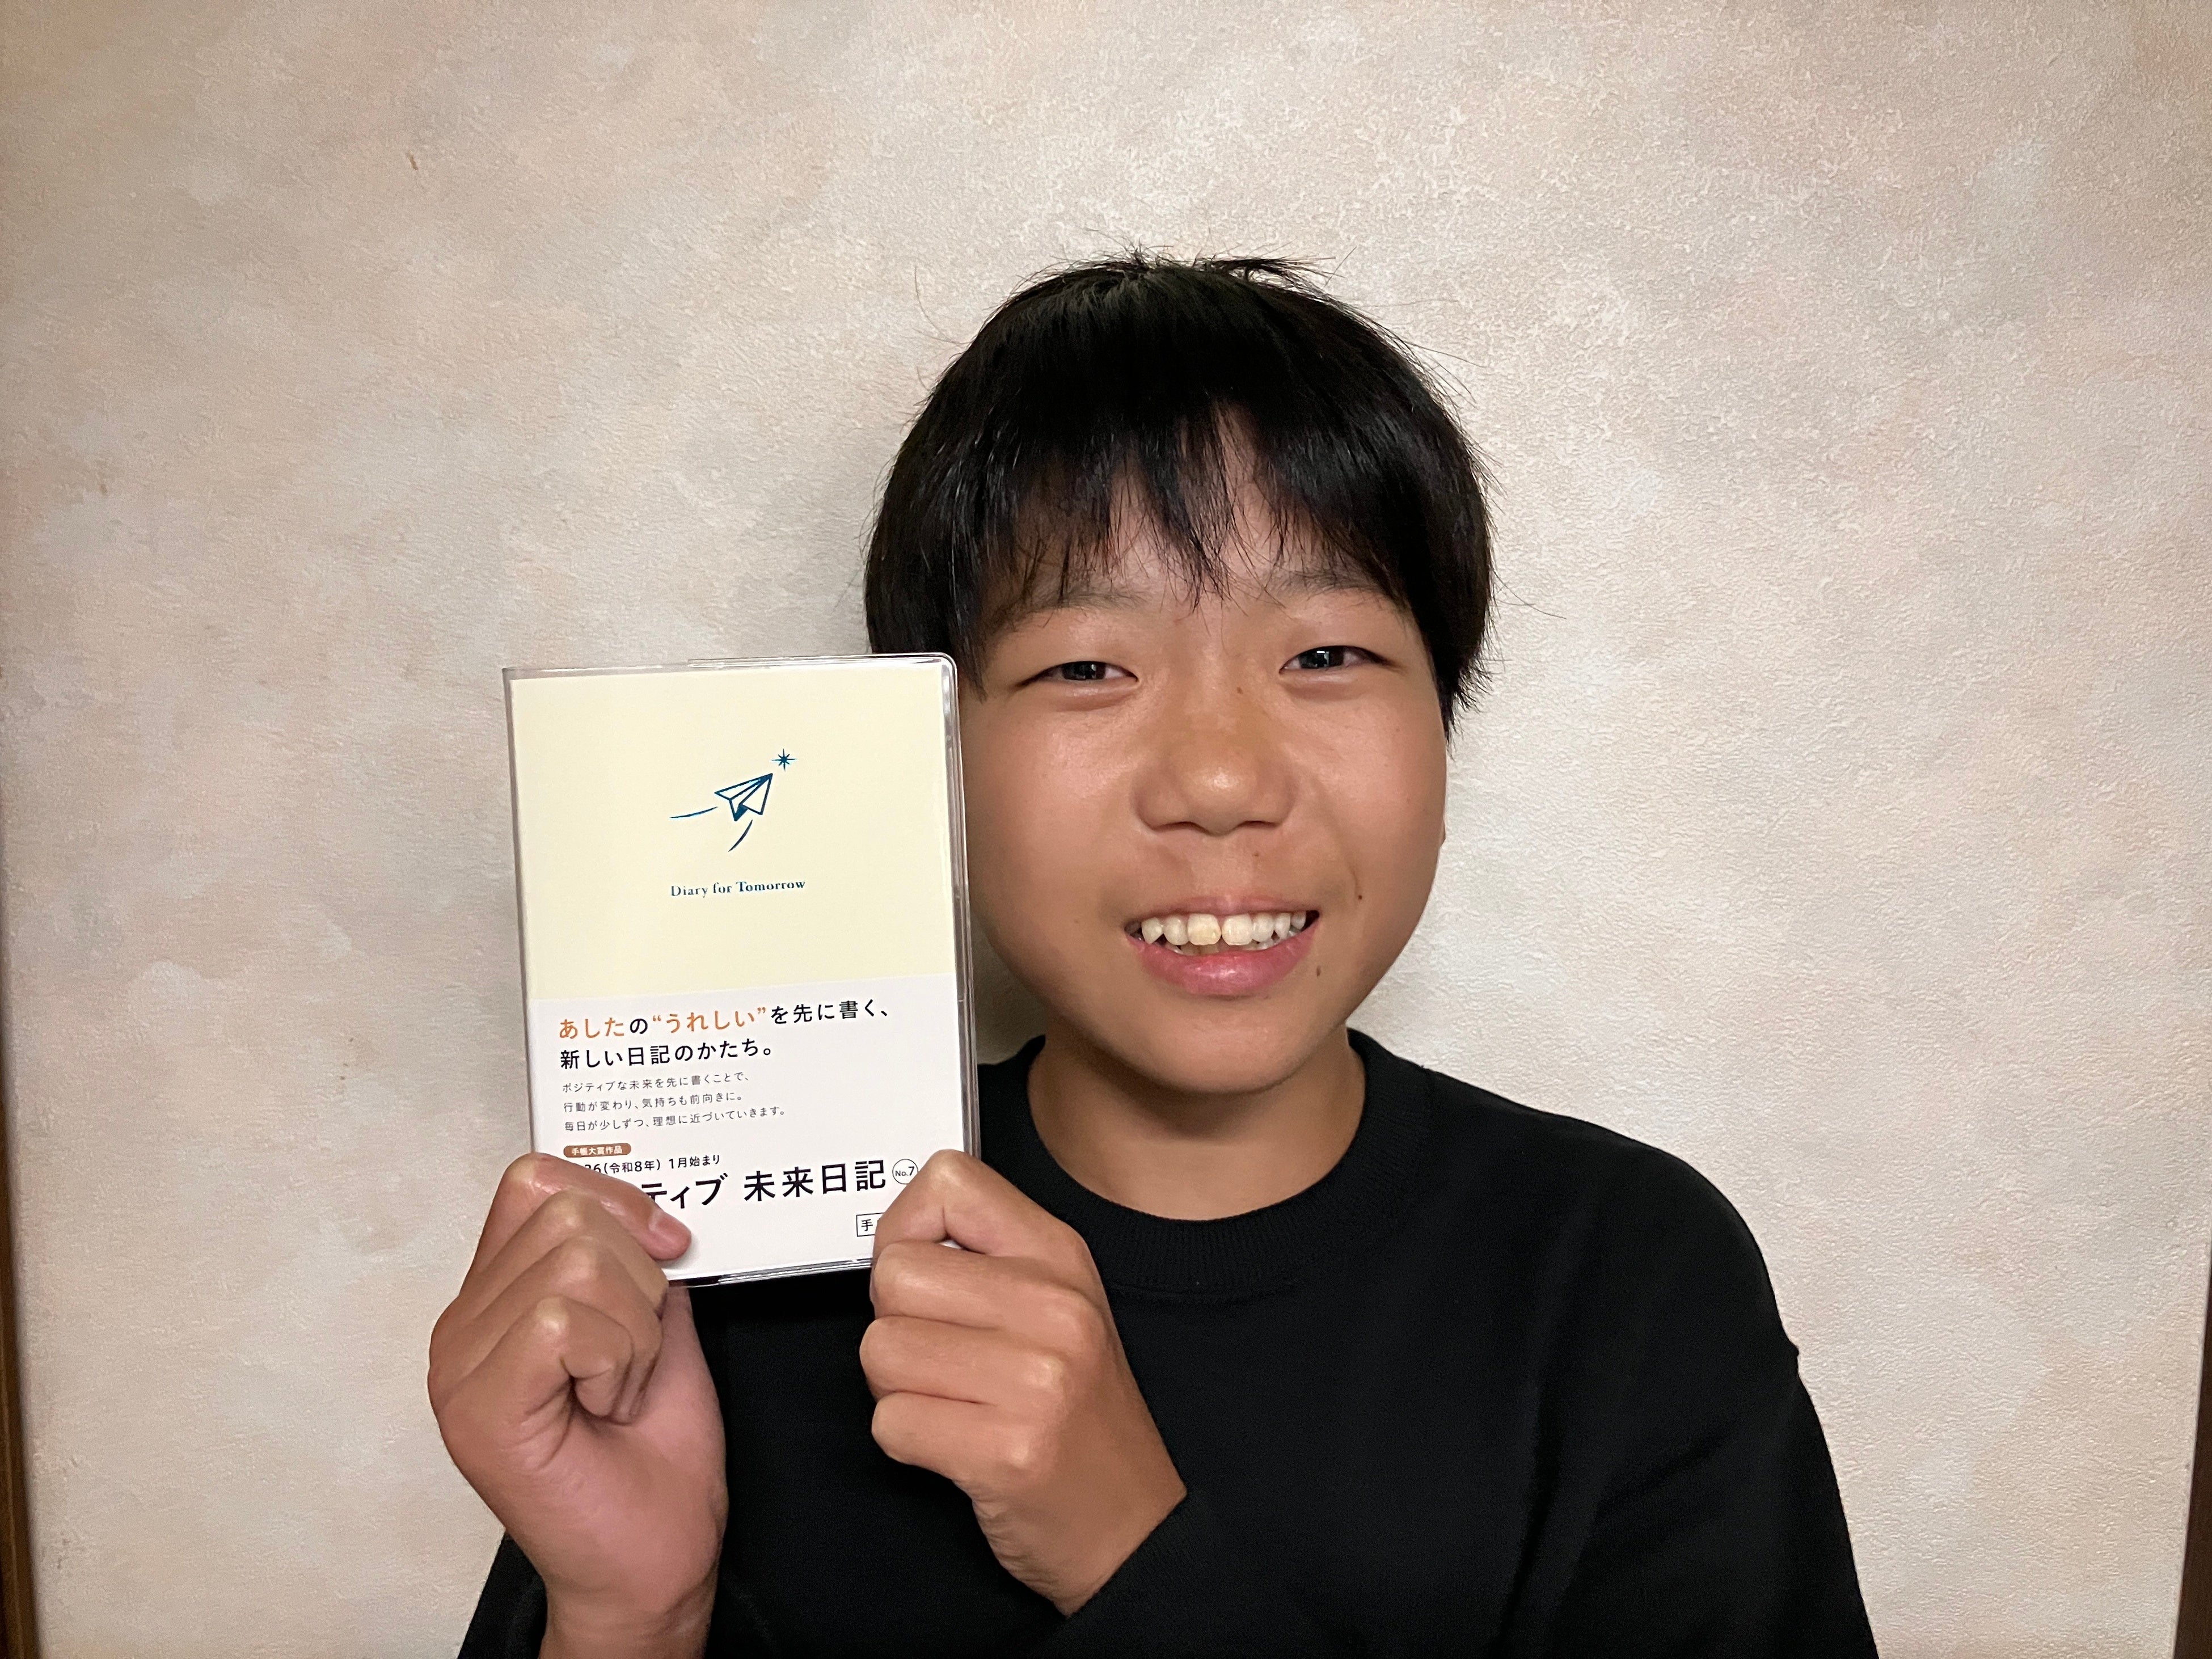 Diary for Tomorrow
あしたの“うれしい”を先に書く、
新しい日記のかたち。
ポジティブな未来を先に書くことで、
行動が変わり、気持ちも前向きに。
毎日が少しずつ、理想に近づいていきます。
手帳大賞作品
26(令和8年) 1月始まり
ティブ 未来日記 No.7
手